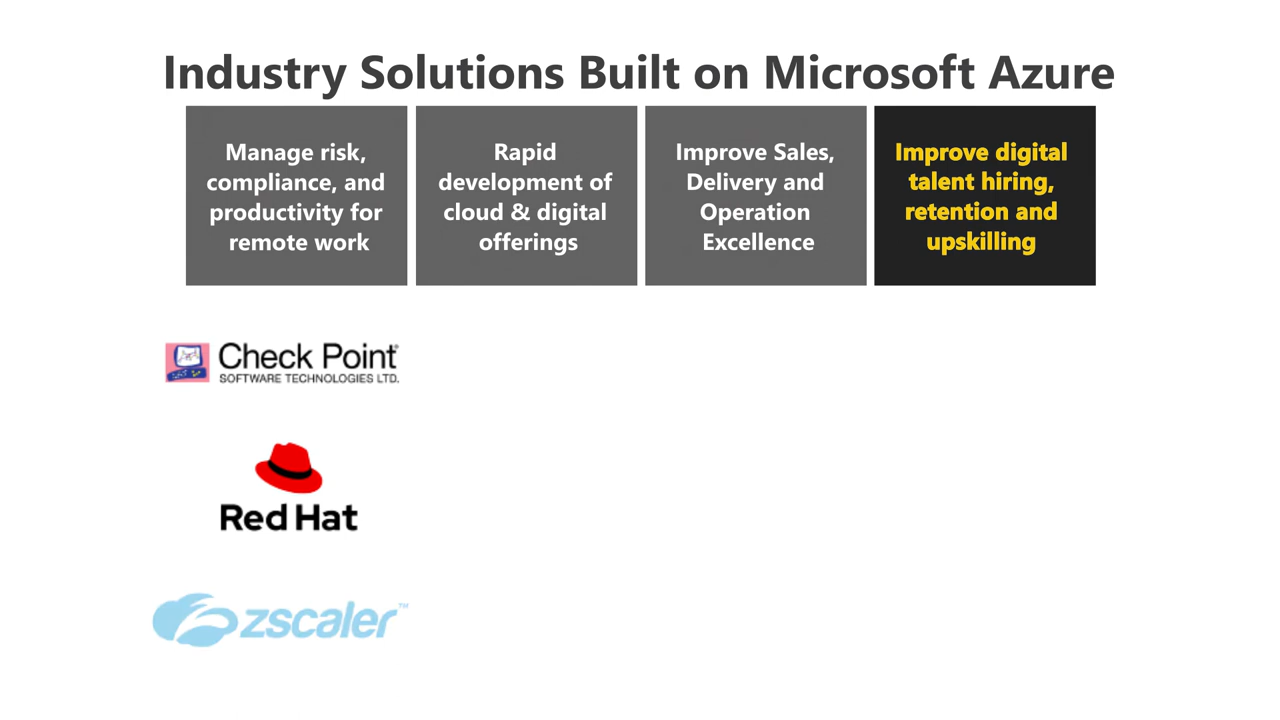 Industry Solutions Built on Microsoft Azure
Manage risk,
compliance, and
productivity for
remote work
Rapid
development of
cloud & digital
offerings
Improve Sales,
Delivery and
Operation
Excellence
Improve digital
talent hiring,
retention and
upskilling
Check Point
SOFTWARE TECHNOLOGIES LTD.
Red Hat
zscaler™